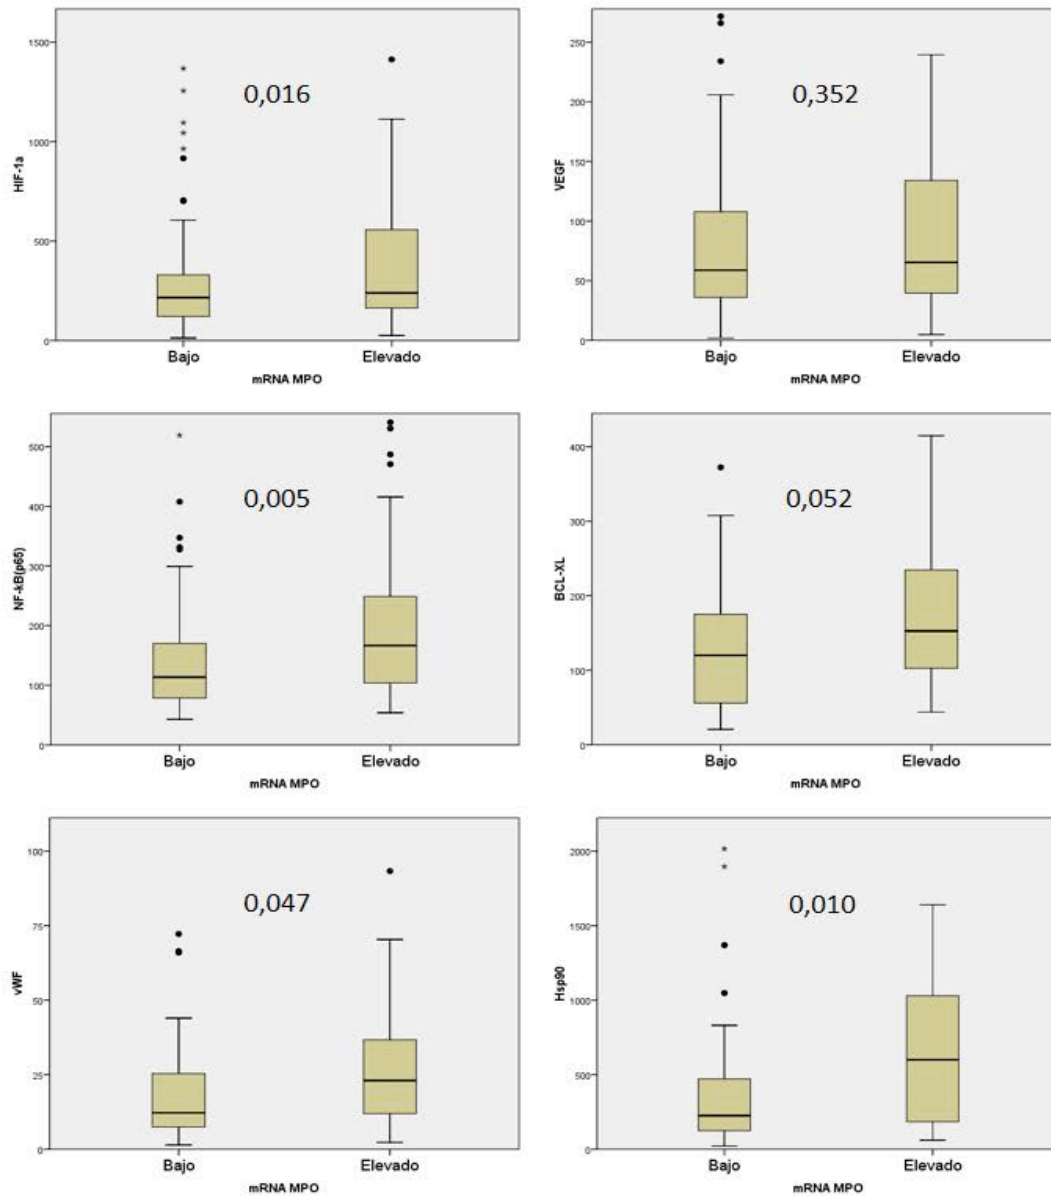 1500
1000
500
0
HIF-1a
0,016
Bajo
Elevado
mRNA MPO
250
200
150
100
50
0
VEGF
0,352
Bajo
Elevado
mRNA MPO
500
400
300
200
100
0
NF-kB(p65)
0,005
Bajo
Elevado
mRNA MPO
400
300
200
100
0
BCL-XL
0,052
Bajo
Elevado
mRNA MPO
100
75
50
25
0
vWF
0,047
Bajo
Elevado
mRNA MPO
2000
1500
1000
500
0
Hsp90
0,010
Bajo
Elevado
mRNA MPO